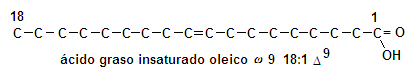 18 1
C – C – C – C – C – C – C – C – C = C – C – C – C – C – C – C – C – C = O
OH
ácido graso insaturado oleico ω 9 18:1 Δ⁹